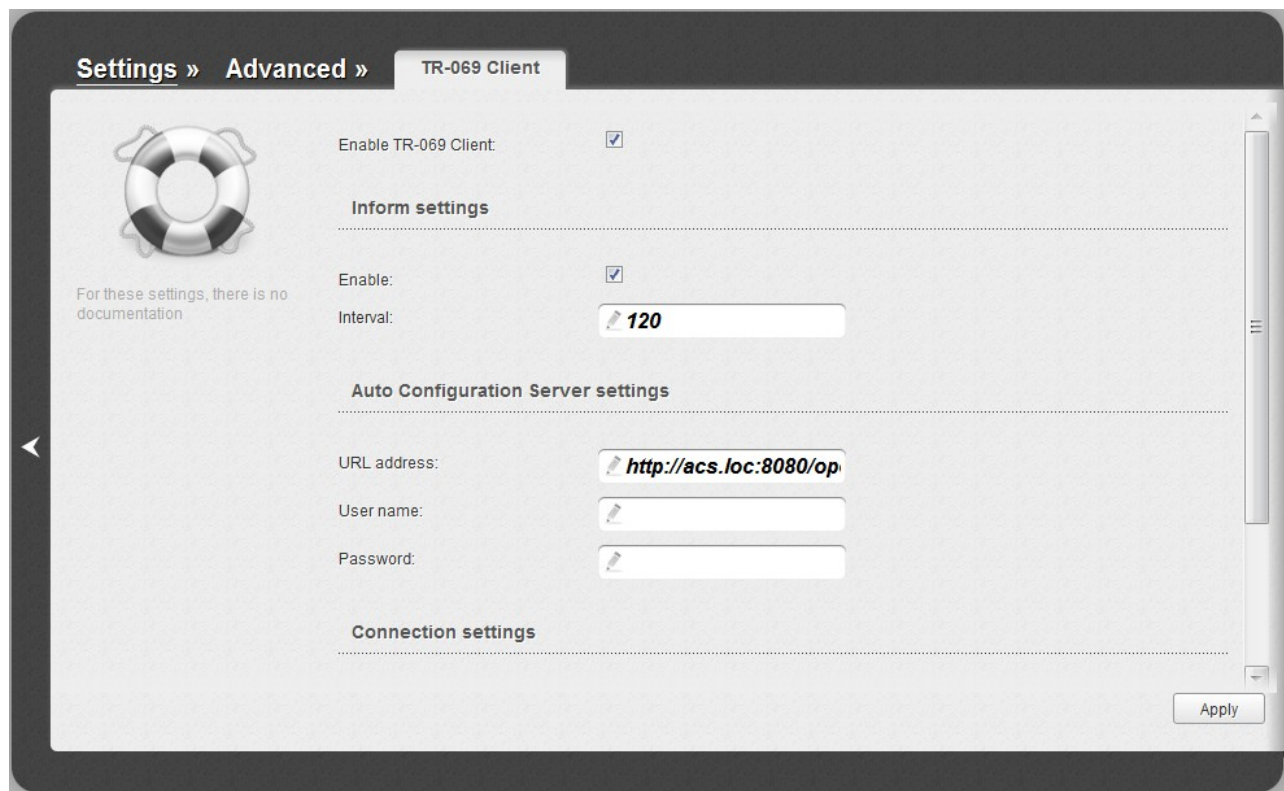 Settings » Advanced » TR-069 Client
Enable TR-069 Client:
Inform settings
For these settings, there is no
documentation
Enable:
Interval: 120
Auto Configuration Server settings
URL address: http://acs.loc:8080/op
User name:
Password:
Connection settings
Apply